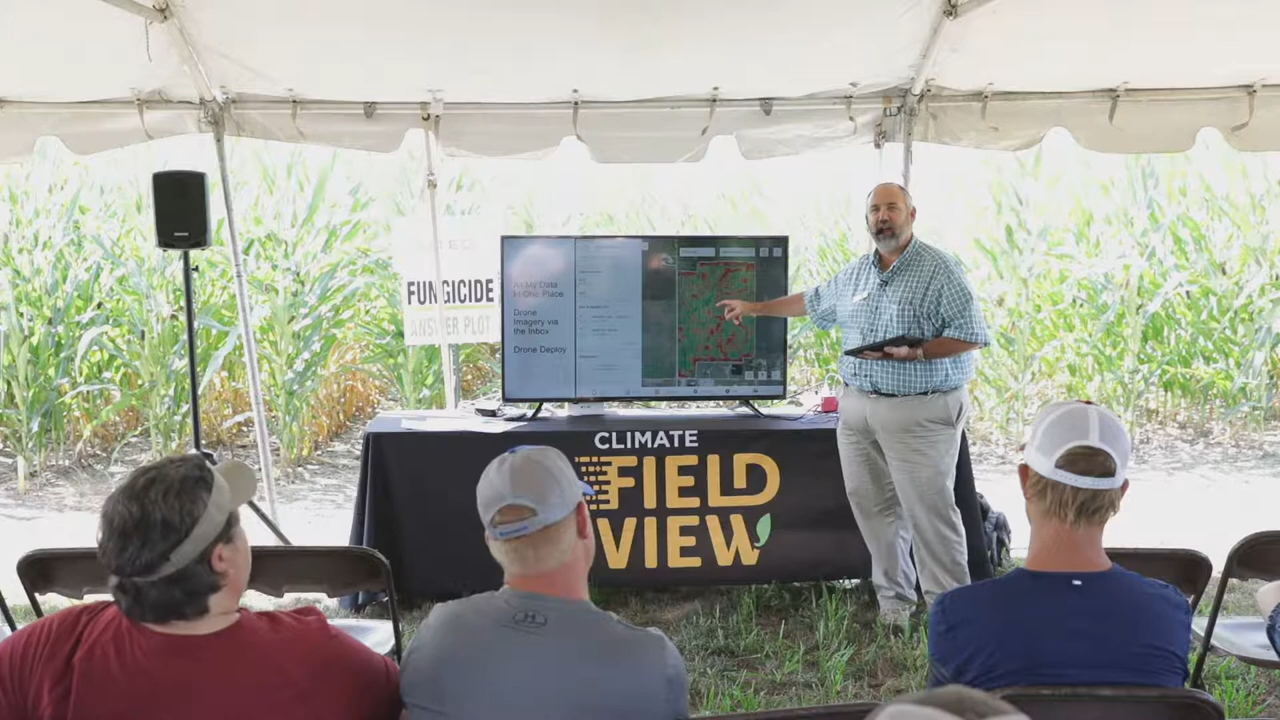 FUNGICIDE
ANSWER PLOT
All My Data
In One Place
Drone
Imagery via
the Inbox
Drone Deploy
CLIMATE
FIELD
VIEW